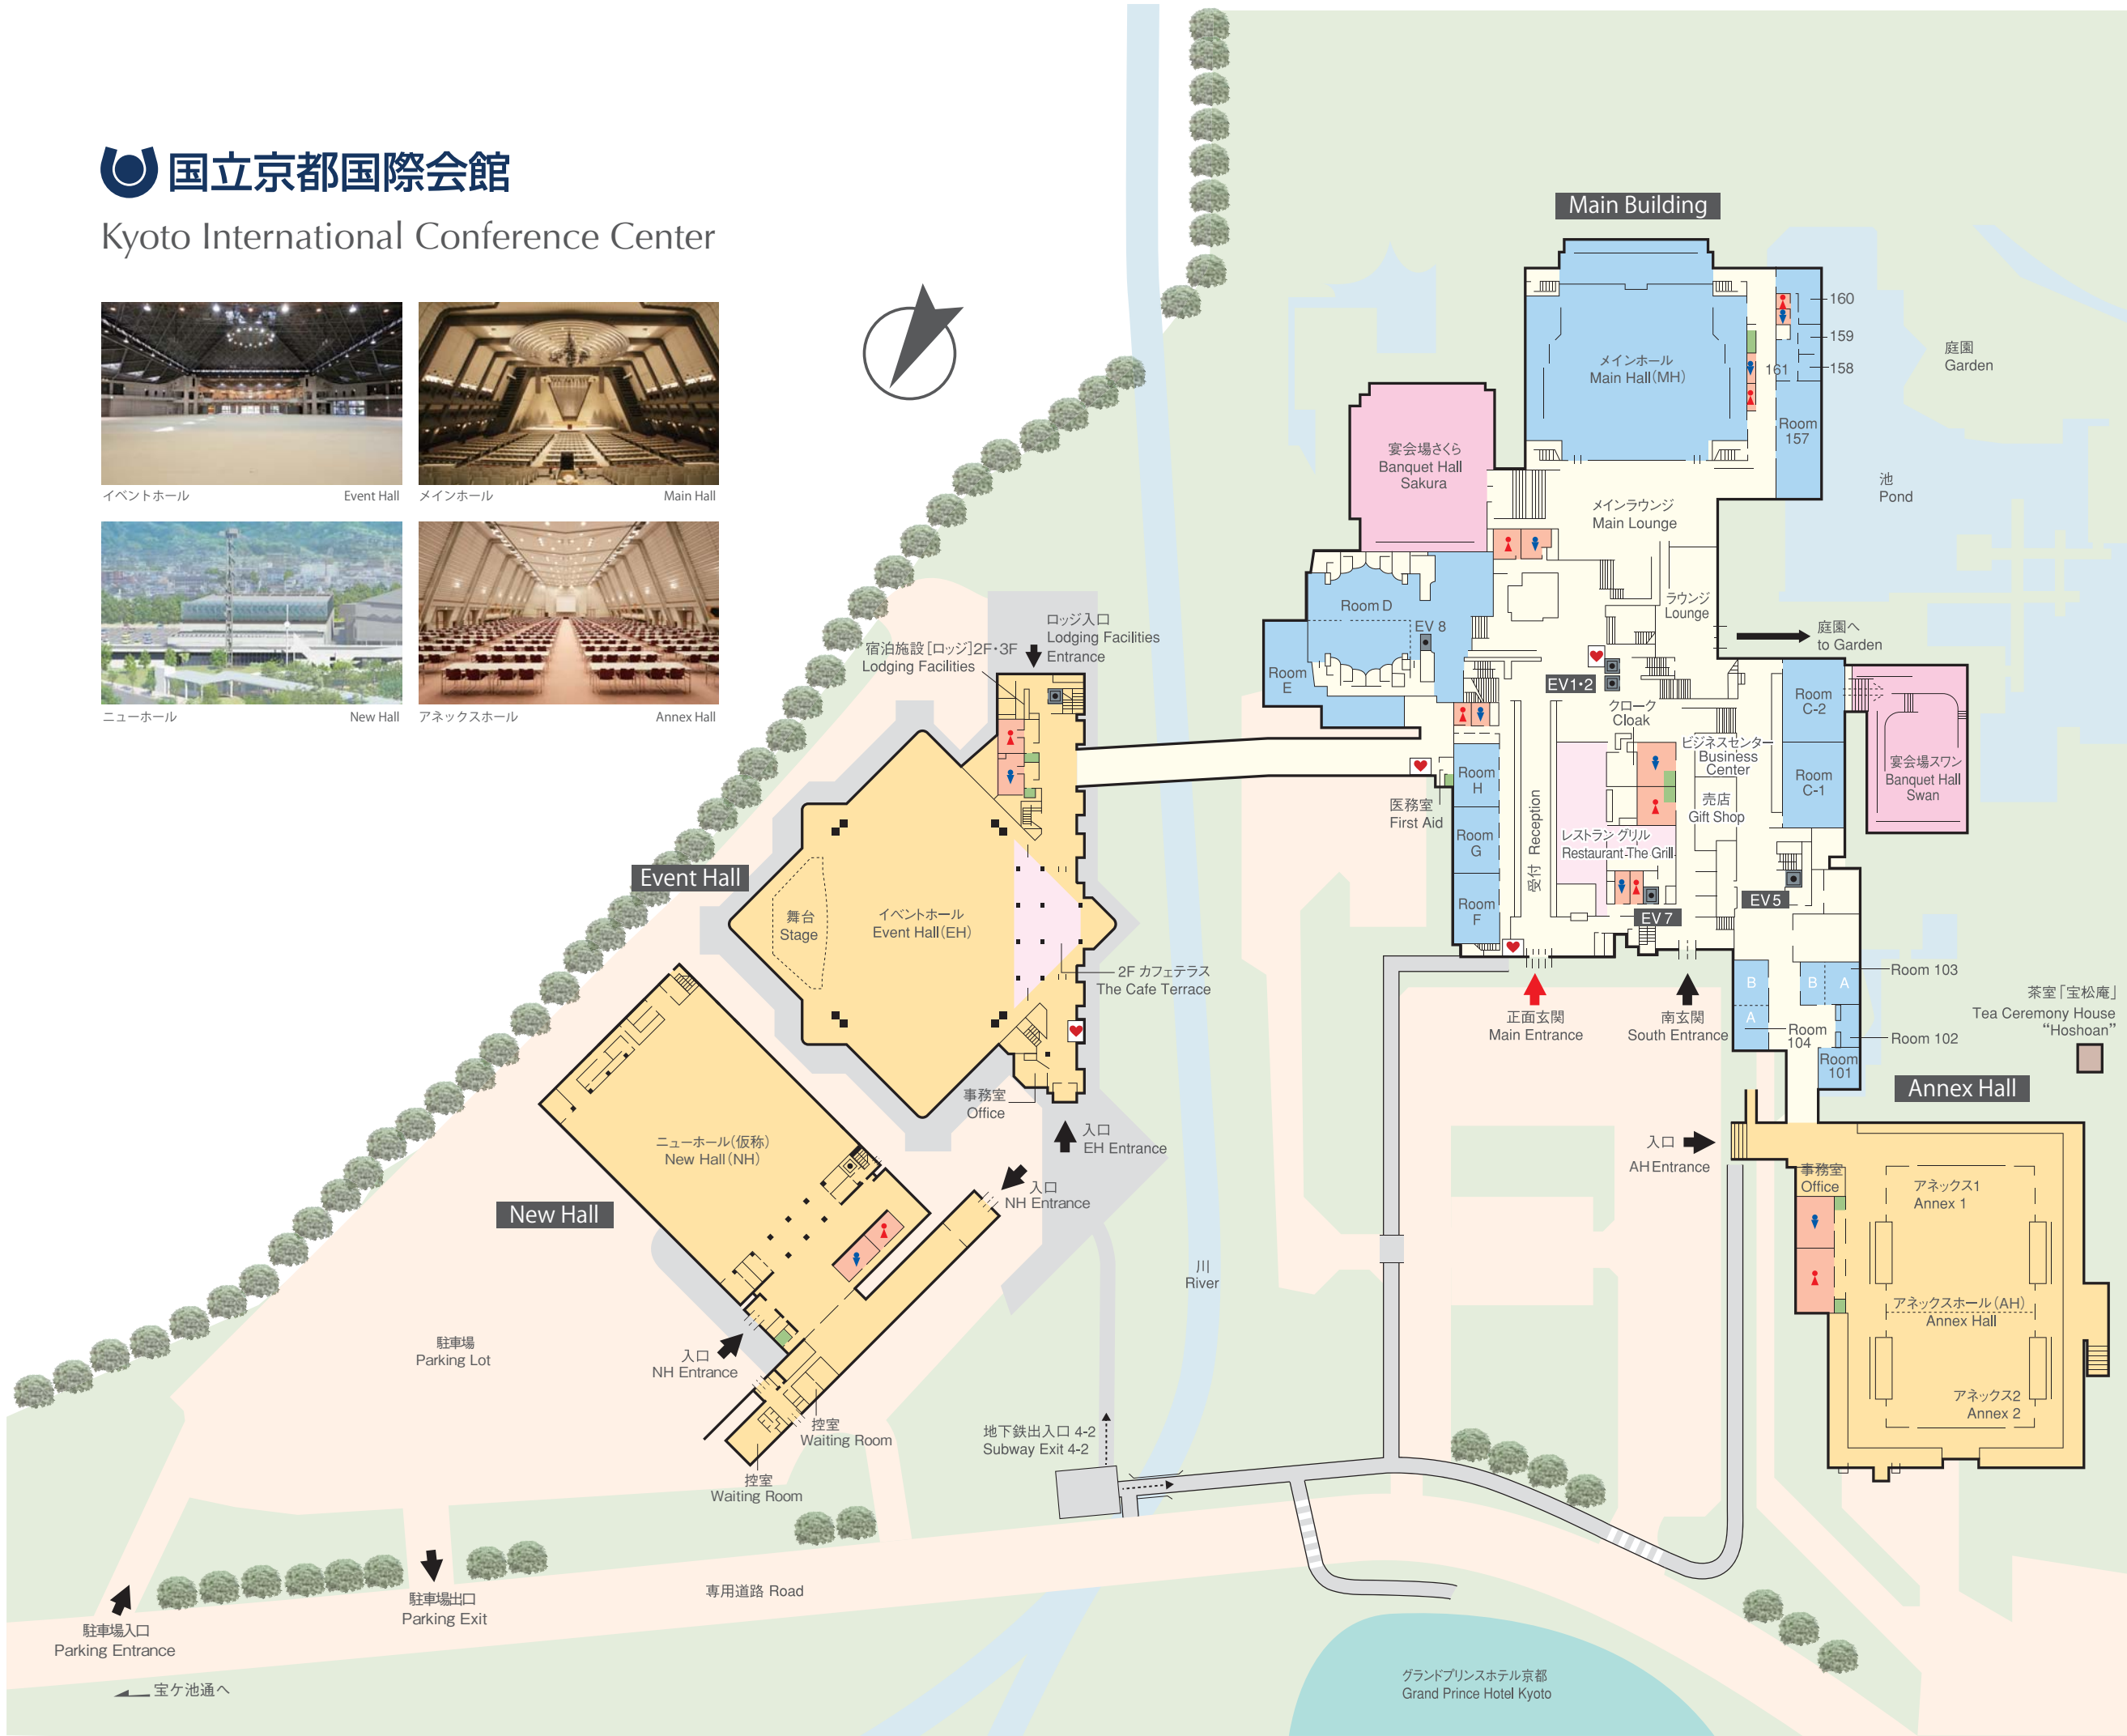 国立京都国際会館
Kyoto International Conference Center
イベントホール
Event Hall
メインホール
Main Hall
ニューホール
New Hall
アネックスホール
Annex Hall
Main Building
メインホール
Main Hall(MH)
160
159
158
161
Room
157
庭園
Garden
池
Pond
宴会場さくら
Banquet Hall
Sakura
メインラウンジ
Main Lounge
Room D
EV 8
Room
E
ラウンジ
Lounge
庭園へ
to Garden
EV1・2
クローク
Cloak
Room
C-2
ビジネスセンター
Business
Center
Room
C-1
宴会場スワン
Banquet Hall
Swan
売店
Gift Shop
Room
H
Room
G
Room
F
医務室
First Aid
受付 Reception
レストラン グリル
Restaurant The Grill
EV 7
EV 5
正面玄関
Main Entrance
南玄関
South Entrance
B
A
B
A
Room 103
Room
104
Room 102
Room
101
茶室「宝松庵」
Tea Ceremony House
“Hoshoan”
Annex Hall
入口
AH Entrance
事務室
Office
アネックス1
Annex 1
アネックスホール(AH)
Annex Hall
アネックス2
Annex 2
ロッジ入口
Lodging Facilities
Entrance
宿泊施設[ロッジ]2F・3F
Lodging Facilities
Event Hall
舞台
Stage
イベントホール
Event Hall(EH)
2F カフェテラス
The Cafe Terrace
事務室
Office
入口
EH Entrance
ニューホール(仮称)
New Hall(NH)
New Hall
入口
NH Entrance
入口
NH Entrance
控室
Waiting Room
控室
Waiting Room
駐車場
Parking Lot
川
River
地下鉄出入口 4-2
Subway Exit 4-2
専用道路 Road
駐車場出口
Parking Exit
駐車場入口
Parking Entrance
宝ケ池通へ
グランドプリンスホテル京都
Grand Prince Hotel Kyoto